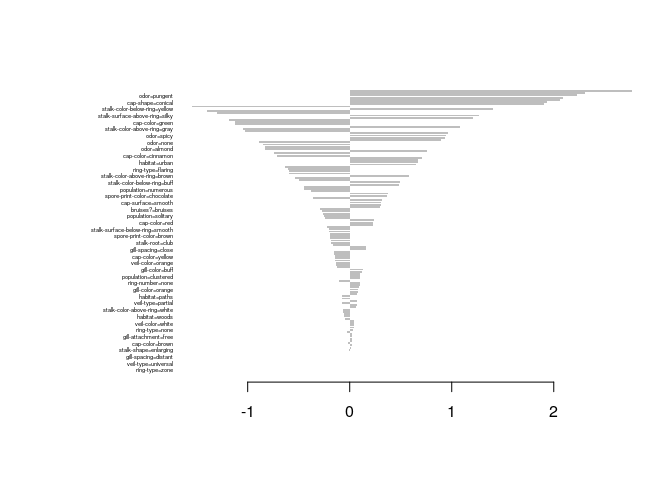 odor=pungent
cap-shape=conical
stalk-color-below-ring=yellow
stalk-surface-above-ring=silky
cap-color=green
stalk-color-above-ring=gray
odor=spicy
odor=none
odor=almond
cap-color=cinnamon
habitat=urban
ring-type=flaring
stalk-color-above-ring=brown
stalk-color-below-ring=buff
population=numerous
spore-print-color=chocolate
cap-surface=smooth
bruises?=bruises
population=solitary
cap-color=red
stalk-surface-below-ring=smooth
spore-print-color=brown
stalk-root=club
gill-spacing=close
cap-color=yellow
veil-color=orange
gill-color=buff
population=clustered
ring-number=none
gill-color=orange
habitat=paths
veil-type=partial
stalk-color-above-ring=white
habitat=woods
veil-color=white
ring-type=none
gill-attachment=free
cap-color=brown
stalk-shape=enlarging
gill-spacing=distant
veil-type=universal
ring-type=zone
-1 0 1 2